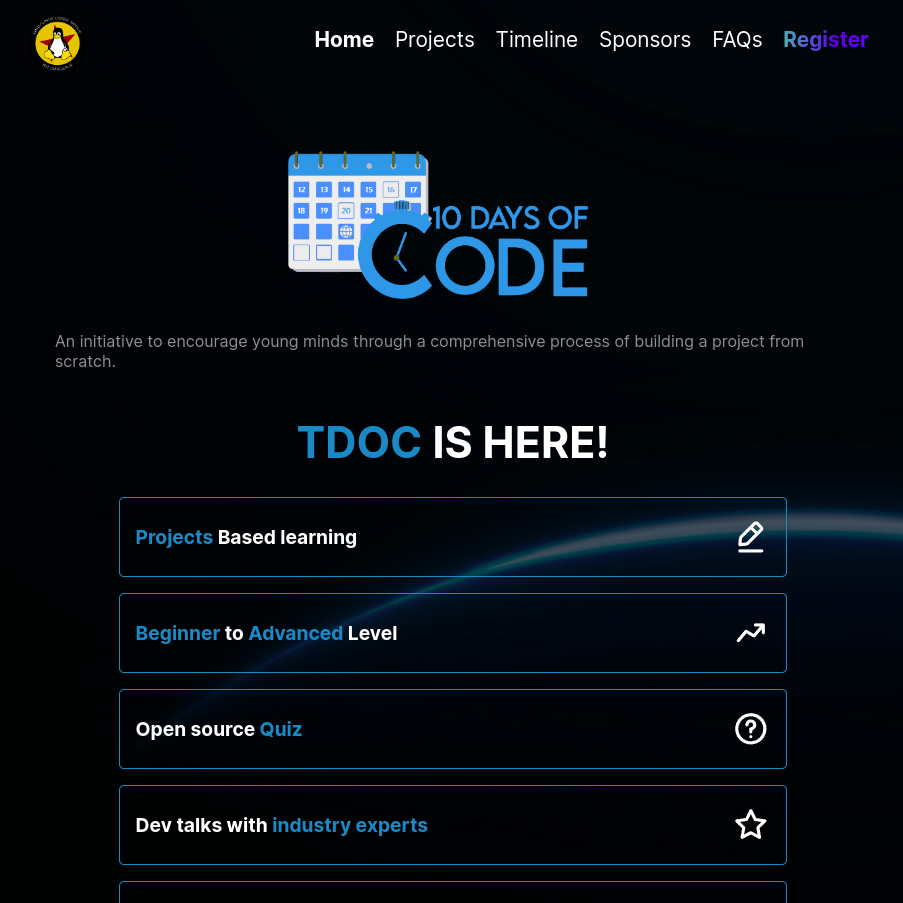 Home Projects Timeline Sponsors FAQs Register
12 13 14 15 16 17
18 19 20 21
10 DAYS OF
CODE
An initiative to encourage young minds through a comprehensive process of building a project from
scratch.
TDOC IS HERE!
Projects Based learning
Beginner to Advanced Level
Open source Quiz
Dev talks with industry experts